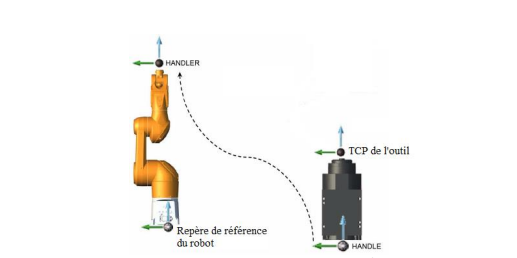 HANDLER
TCP de l'outil
Repère de référence
du robot
HANDLE